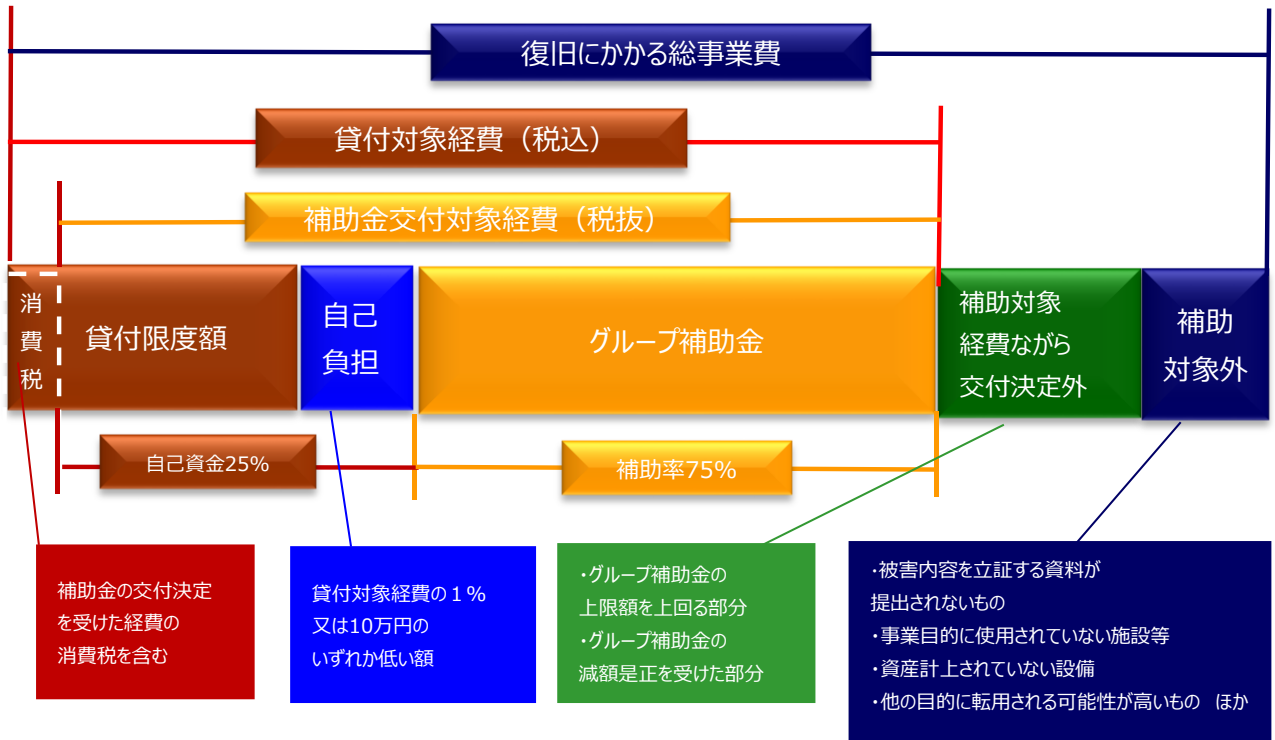 復旧にかかる総事業費
貸付対象経費（税込）
補助金交付対象経費（税抜）
消
費
税
貸付限度額
自己
負担
グループ補助金
補助対象
経費ながら
交付決定外
補助
対象外
自己資金25%
補助率75%
補助金の交付決定
を受けた経費の
消費税を含む
貸付対象経費の１%
又は10万円の
いずれか低い額
・グループ補助金の
上限額を上回る部分
・グループ補助金の
減額是正を受けた部分
・被害内容を立証する資料が
提出されないもの
・事業目的に使用されていない施設等
・資産計上されていない設備
・他の目的に転用される可能性が高いもの　ほか